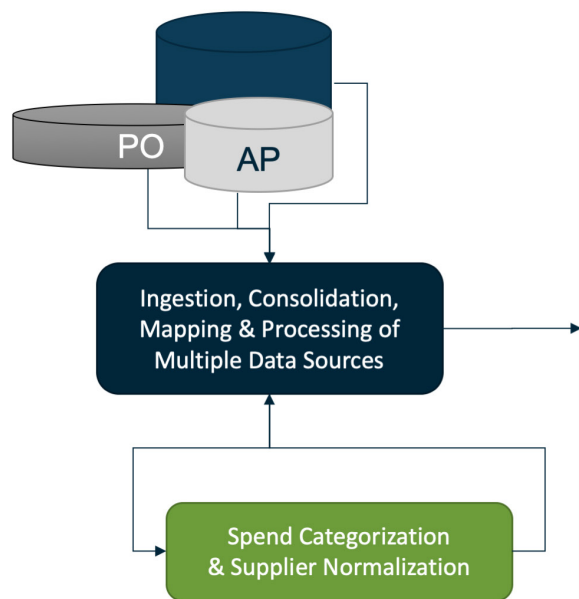 PO
AP
Ingestion, Consolidation,
Mapping & Processing of
Multiple Data Sources
Spend Categorization
& Supplier Normalization